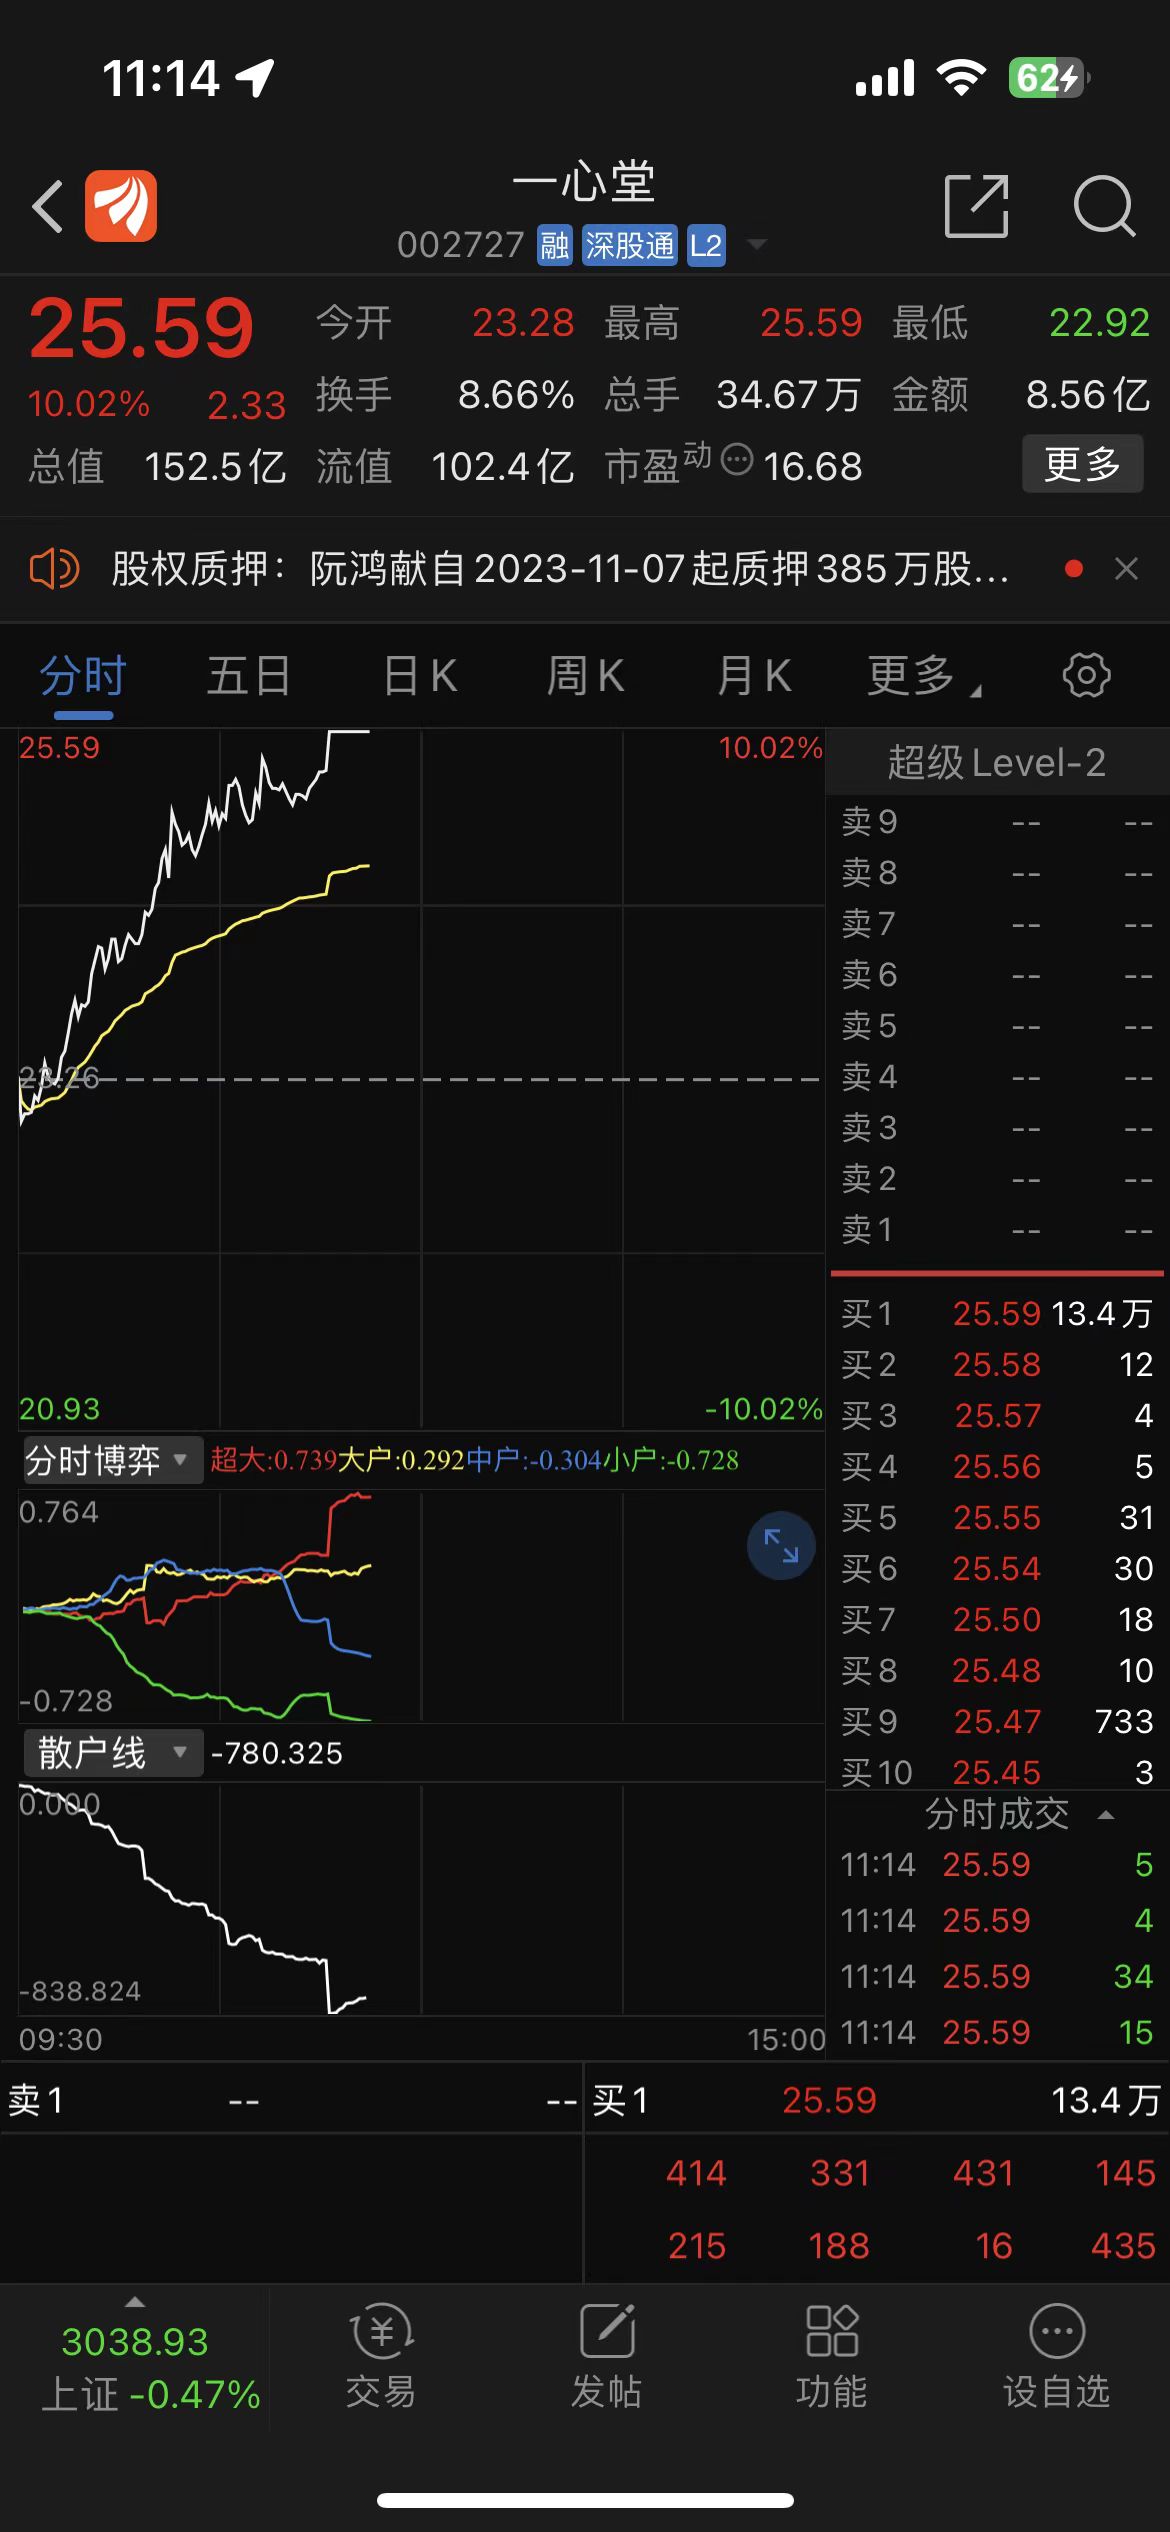 11:14
62
一心堂
002727 融 深股通 L2
25.59 今开 23.28 最高 25.59 最低 22.92
10.02% 2.33 换手 8.66% 总手 34.67万 金额 8.56亿
总值 152.5亿 流值 102.4亿 市盈动 16.68 更多
股权质押：阮鸿献自2023-11-07起质押385万股...
分时 五日 日K 周K 月K 更多
25.59 10.02%
23.26
20.93 -10.02%
超级Level-2
卖9 -- --
卖8 -- --
卖7 -- --
卖6 -- --
卖5 -- --
卖4 -- --
卖3 -- --
卖2 -- --
卖1 -- --
买1 25.59 13.4万
买2 25.58 12
买3 25.57 4
买4 25.56 5
买5 25.55 31
买6 25.54 30
买7 25.50 18
买8 25.48 10
买9 25.47 733
买10 25.45 3
分时博弈 超大:0.739大户:0.292中户:-0.304小户:-0.728
0.764
-0.728
散户线 -780.325
0.000
-838.824
09:30 15:00
分时成交
11:14 25.59 5
11:14 25.59 4
11:14 25.59 34
11:14 25.59 15
卖1 -- -- 买1 25.59 13.4万
414 331 431 145
215 188 16 435
3038.93
上证 -0.47%
交易 发帖 功能 设自选